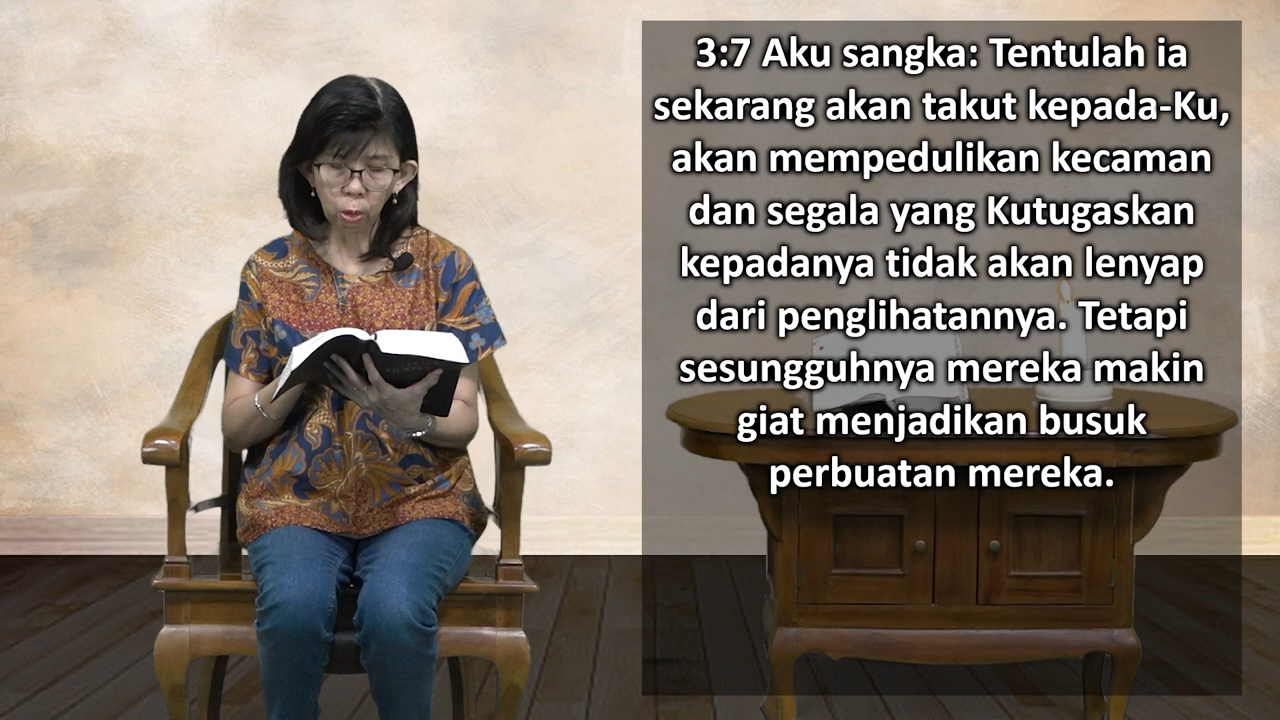 3:7 Aku sangka: Tentulah ia
sekarang akan takut kepada-Ku,
akan mempedulikan kecaman
dan segala yang Kutugaskan
kepadanya tidak akan lenyap
dari penglihatannya. Tetapi
sesungguhnya mereka makin
giat menjadikan busuk
perbuatan mereka.